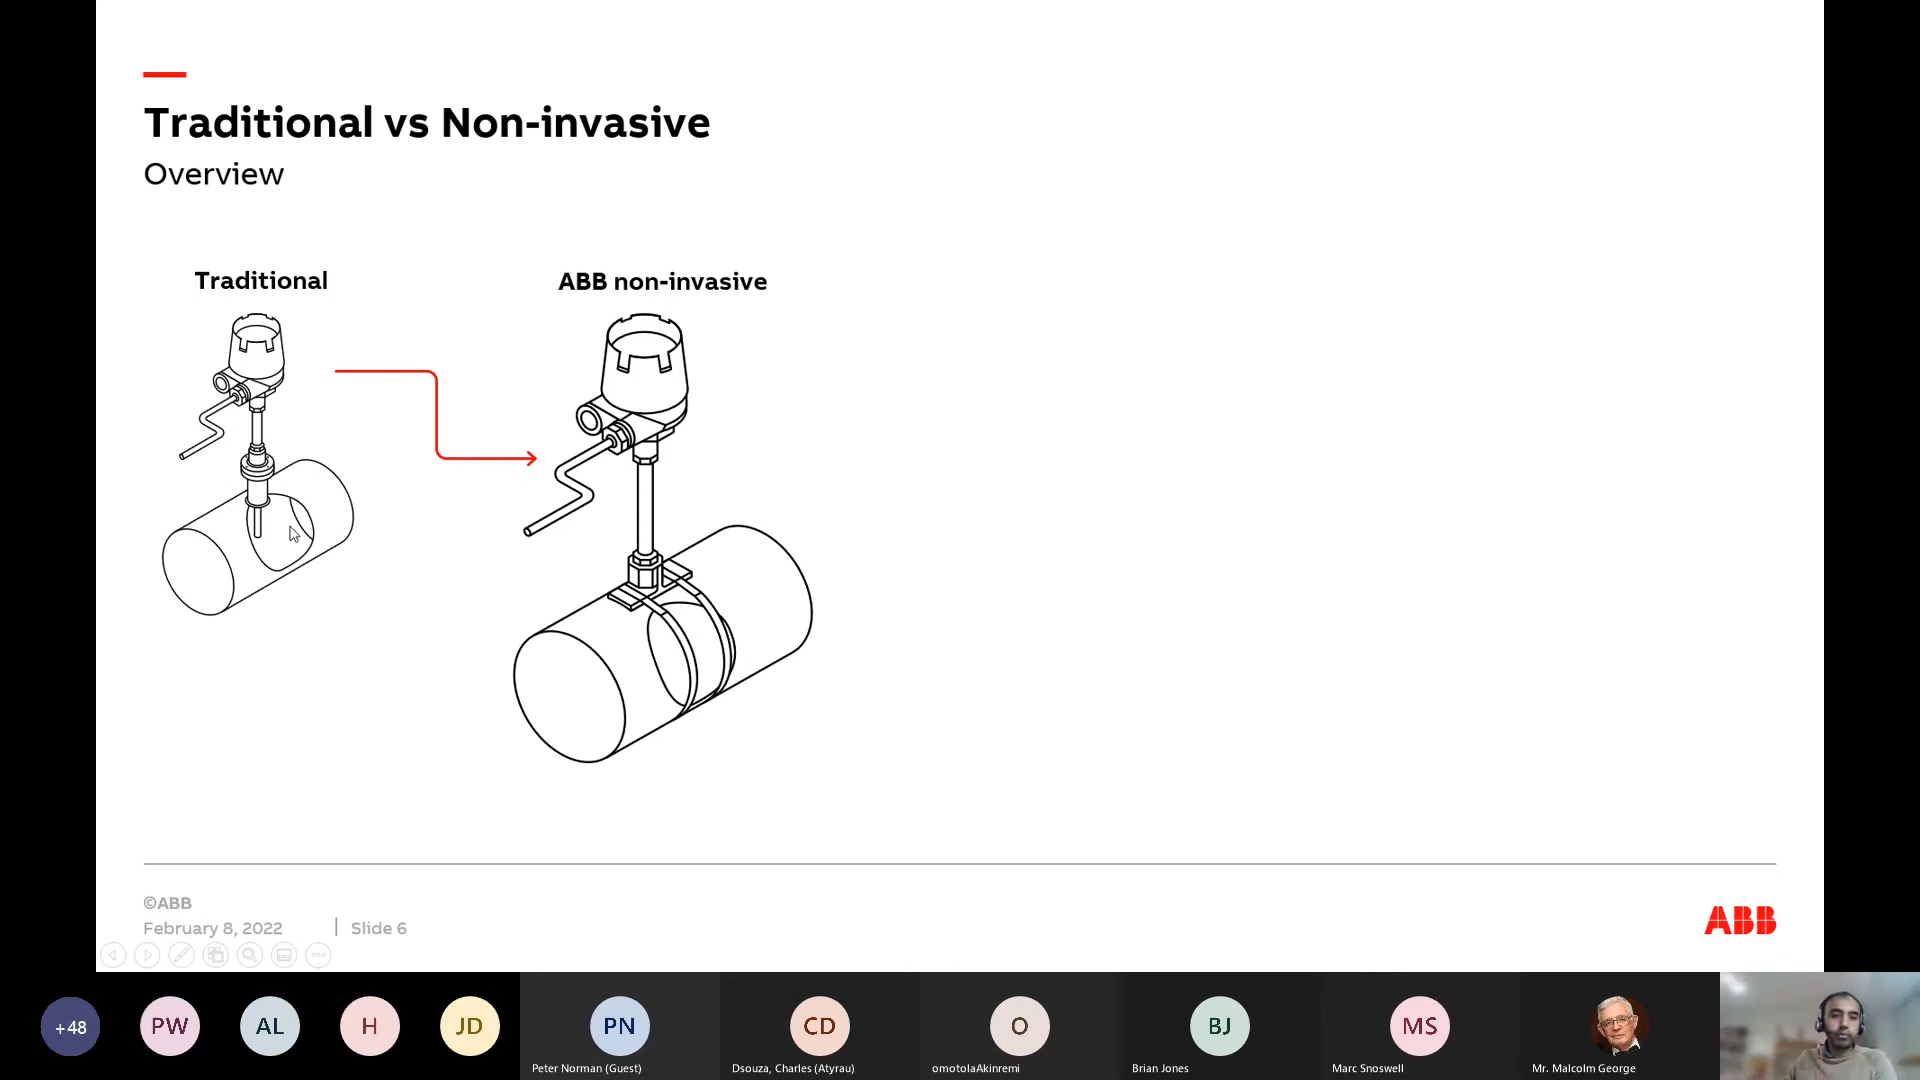 Traditional vs Non-invasive
Overview
Traditional
ABB non-invasive
©ABB
February 8, 2022 | Slide 6
ABB
+48
PW
AL
H
JD
PN
CD
O
BJ
MS
Peter Norman (Guest)
Dsouza, Charles (Atyrau)
omotolaAkinremi
Brian Jones
Marc Snoswell
Mr. Malcolm George